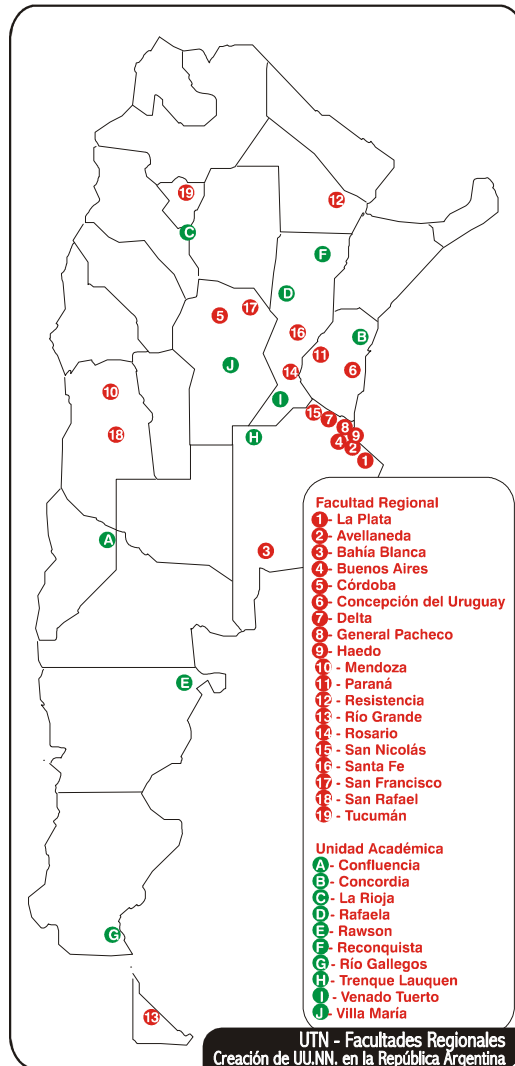 19
12
C
F
D
17
5
16
B
11
J
14
6
10
I
15
7
8
18
H
4
9
2
1
3
A
E
G
13
Facultad Regional
1 - La Plata
2 - Avellaneda
3 - Bahía Blanca
4 - Buenos Aires
5 - Córdoba
6 - Concepción del Uruguay
7 - Delta
8 - General Pacheco
9 - Haedo
10 - Mendoza
11 - Paraná
12 - Resistencia
13 - Río Grande
14 - Rosario
15 - San Nicolás
16 - Santa Fe
17 - San Francisco
18 - San Rafael
19 - Tucumán
Unidad Académica
A - Confluencia
B - Concordia
C - La Rioja
D - Rafaela
E - Rawson
F - Reconquista
G - Río Gallegos
H - Trenque Lauquen
I - Venado Tuerto
J - Villa María
UTN - Facultades Regionales
Creación de UU.NN. en la República Argentina